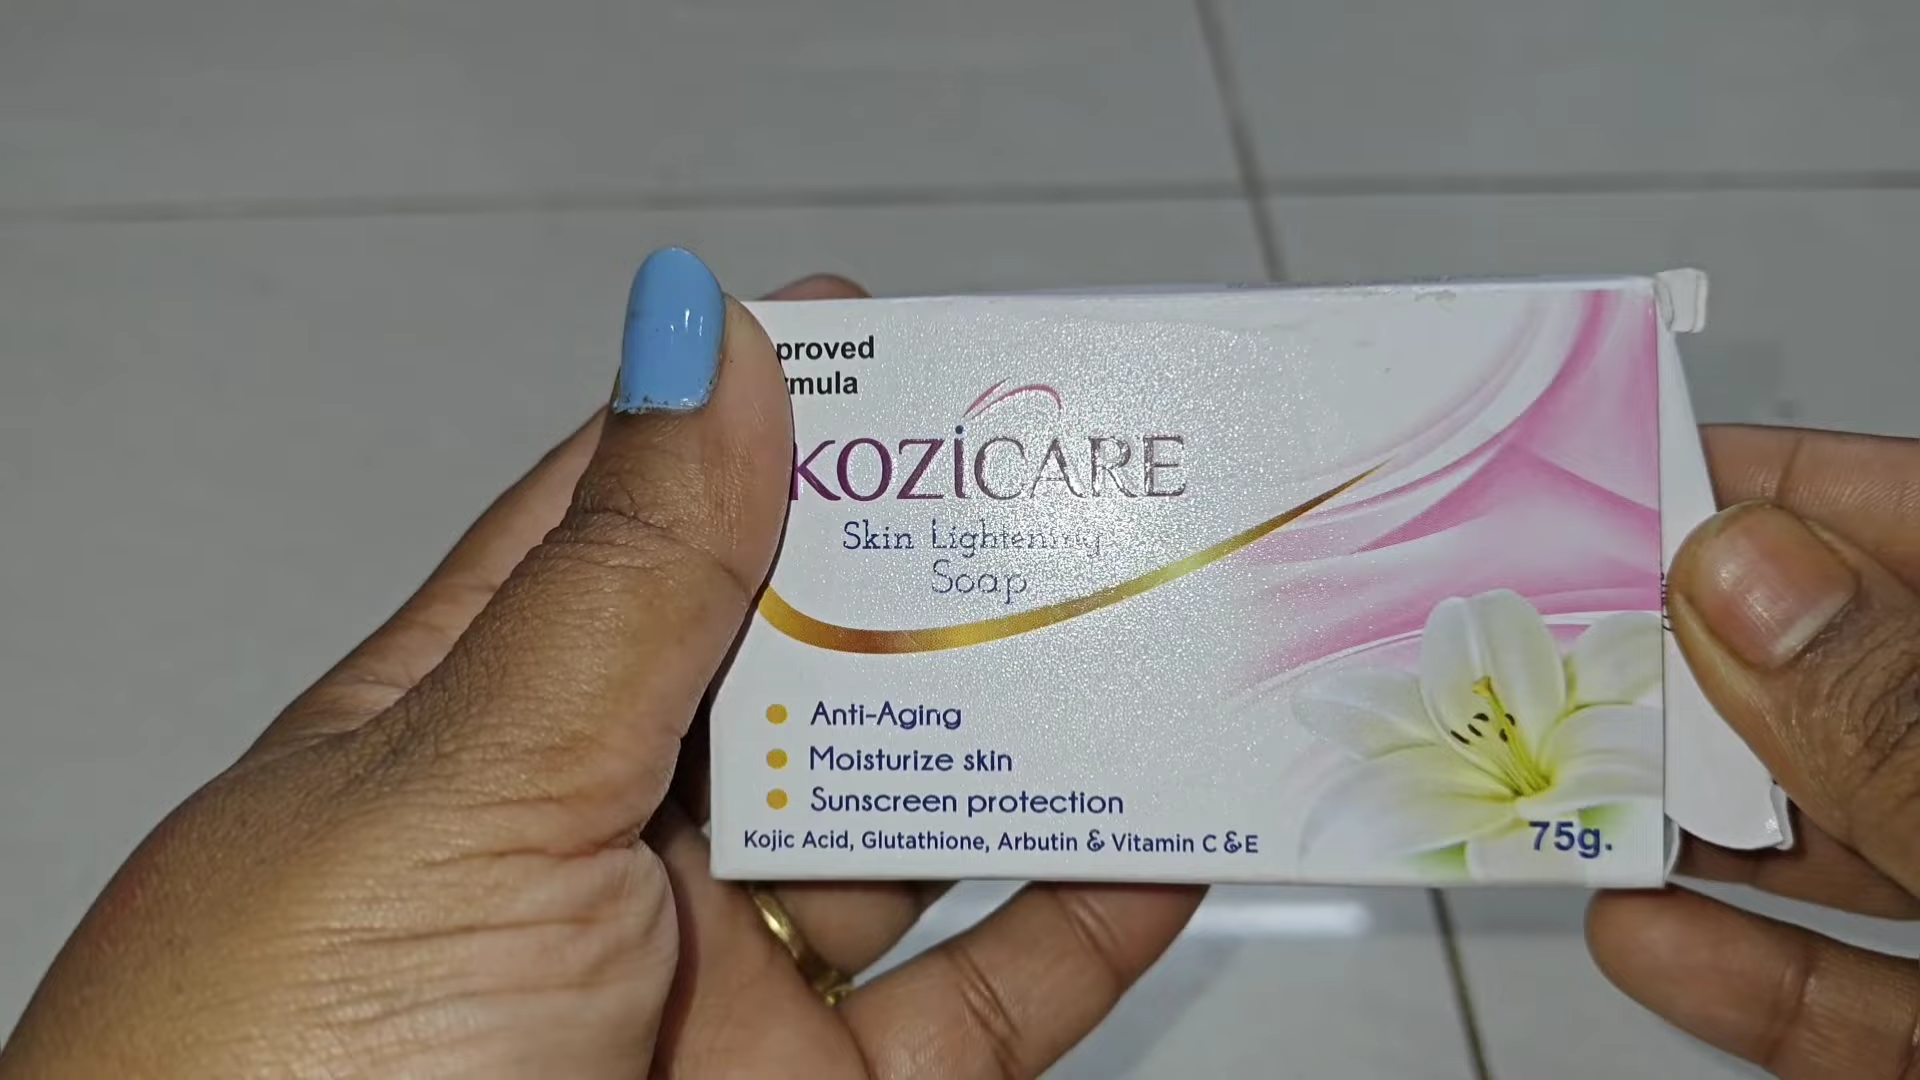 proved
mula
KOZiCARE
Skin Lightening
Soap
Anti-Aging
Moisturize skin
Sunscreen protection
Kojic Acid, Glutathione, Arbutin & Vitamin C & E
75g.